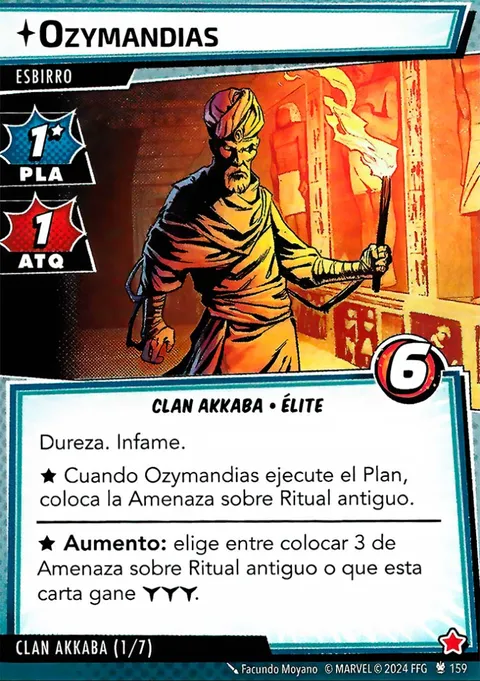 OZYMANDIAS
ESBIRRO
1
PLA
1
ATQ
6
CLAN AKKABA • ÉLITE
Dureza. Infame.
★ Cuando Ozymandias ejecute el Plan,
coloca la Amenaza sobre Ritual antiguo.
★ Aumento: elige entre colocar 3 de
Amenaza sobre Ritual antiguo o que esta
carta gane
CLAN AKKABA (1/7)
Facundo Moyano © MARVEL © 2024 FFG 159